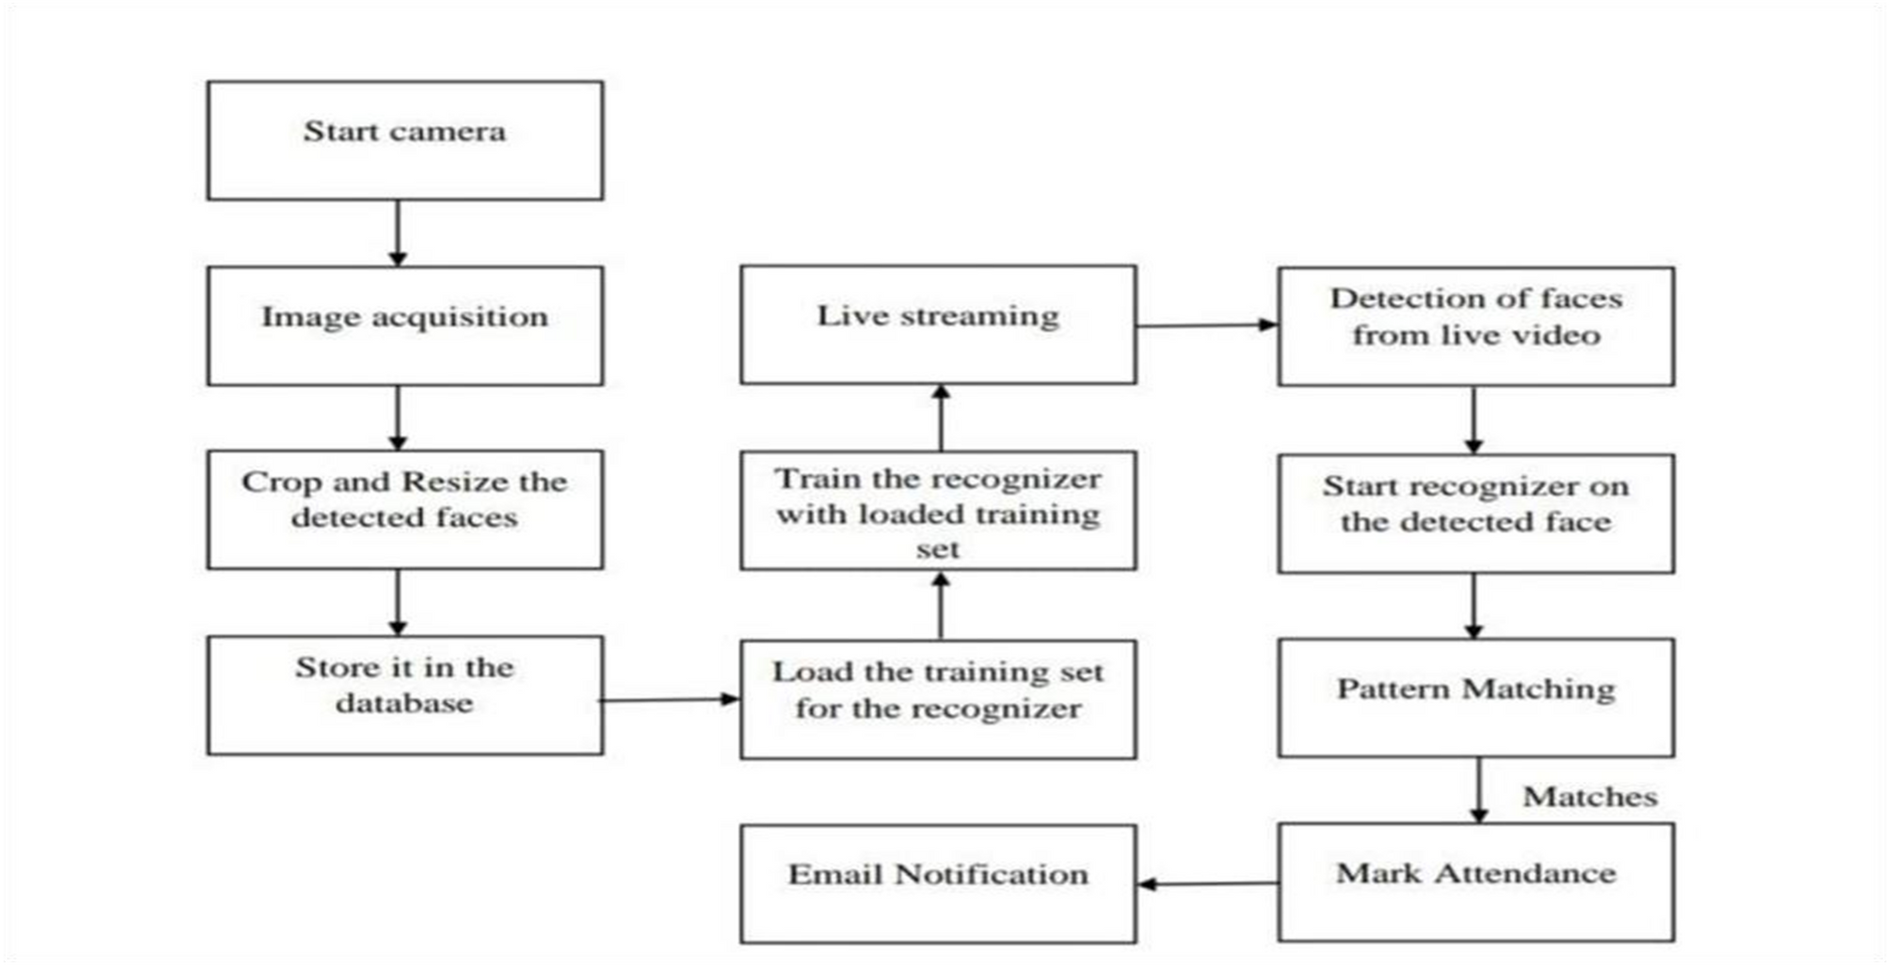 Start camera
Image acquisition
Crop and Resize the
detected faces
Store it in the
database
Load the training set
for the recognizer
Train the recognizer
with loaded training
set
Live streaming
Detection of faces
from live video
Start recognizer on
the detected face
Pattern Matching
Matches
Mark Attendance
Email Notification